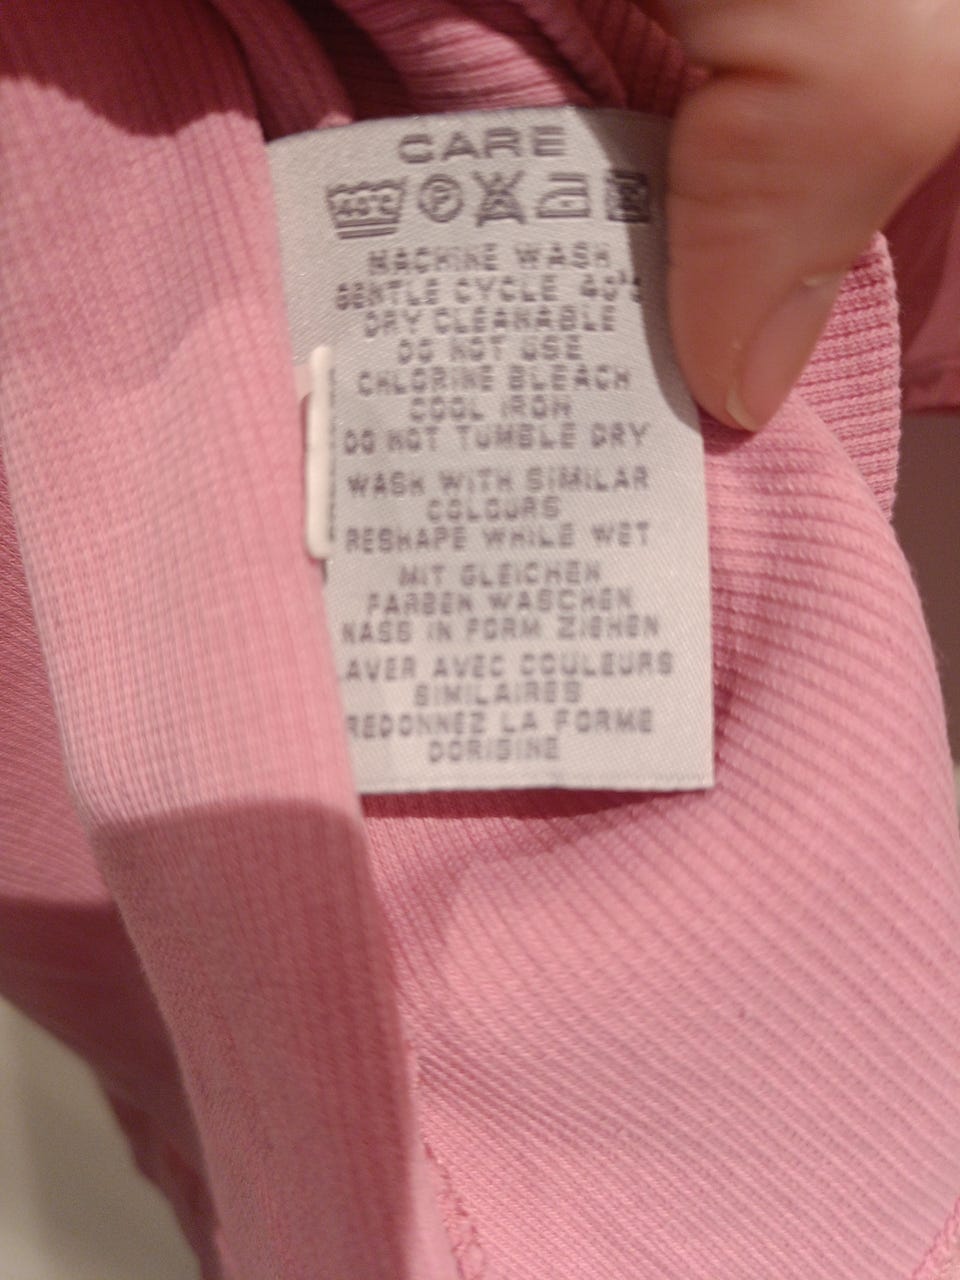 CARE
40°C P
MACHINE WASH
GENTLE CYCLE 40°c
DRY CLEANABLE
DO NOT USE
CHLORINE BLEACH
COOL IRON
DO NOT TUMBLE DRY
WASH WITH SIMILAR
COLOURS
RESHAPE WHILE WET
MIT GLEICHEN
FARBEN WASCHEN
NASS IN FORM ZIEHEN
LAVER AVEC COULEURS
SIMILAIRES
REDONNEZ LA FORME
DORIGINE